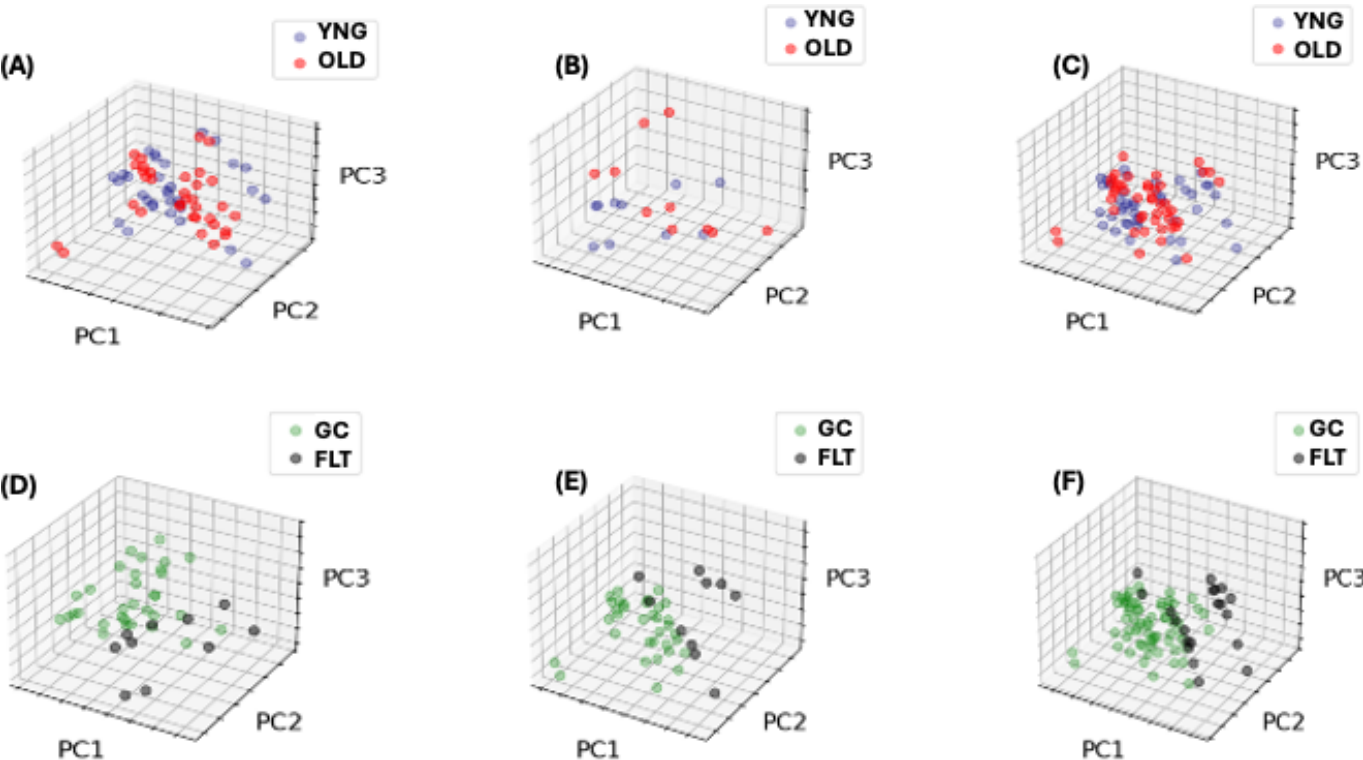 YNG
OLD
(A)
PC3
PC2
PC1
YNG
OLD
(B)
PC3
PC2
PC1
YNG
OLD
(C)
PC3
PC2
PC1
GC
FLT
(D)
PC3
PC2
PC1
GC
FLT
(E)
PC3
PC2
PC1
GC
FLT
(F)
PC3
PC2
PC1